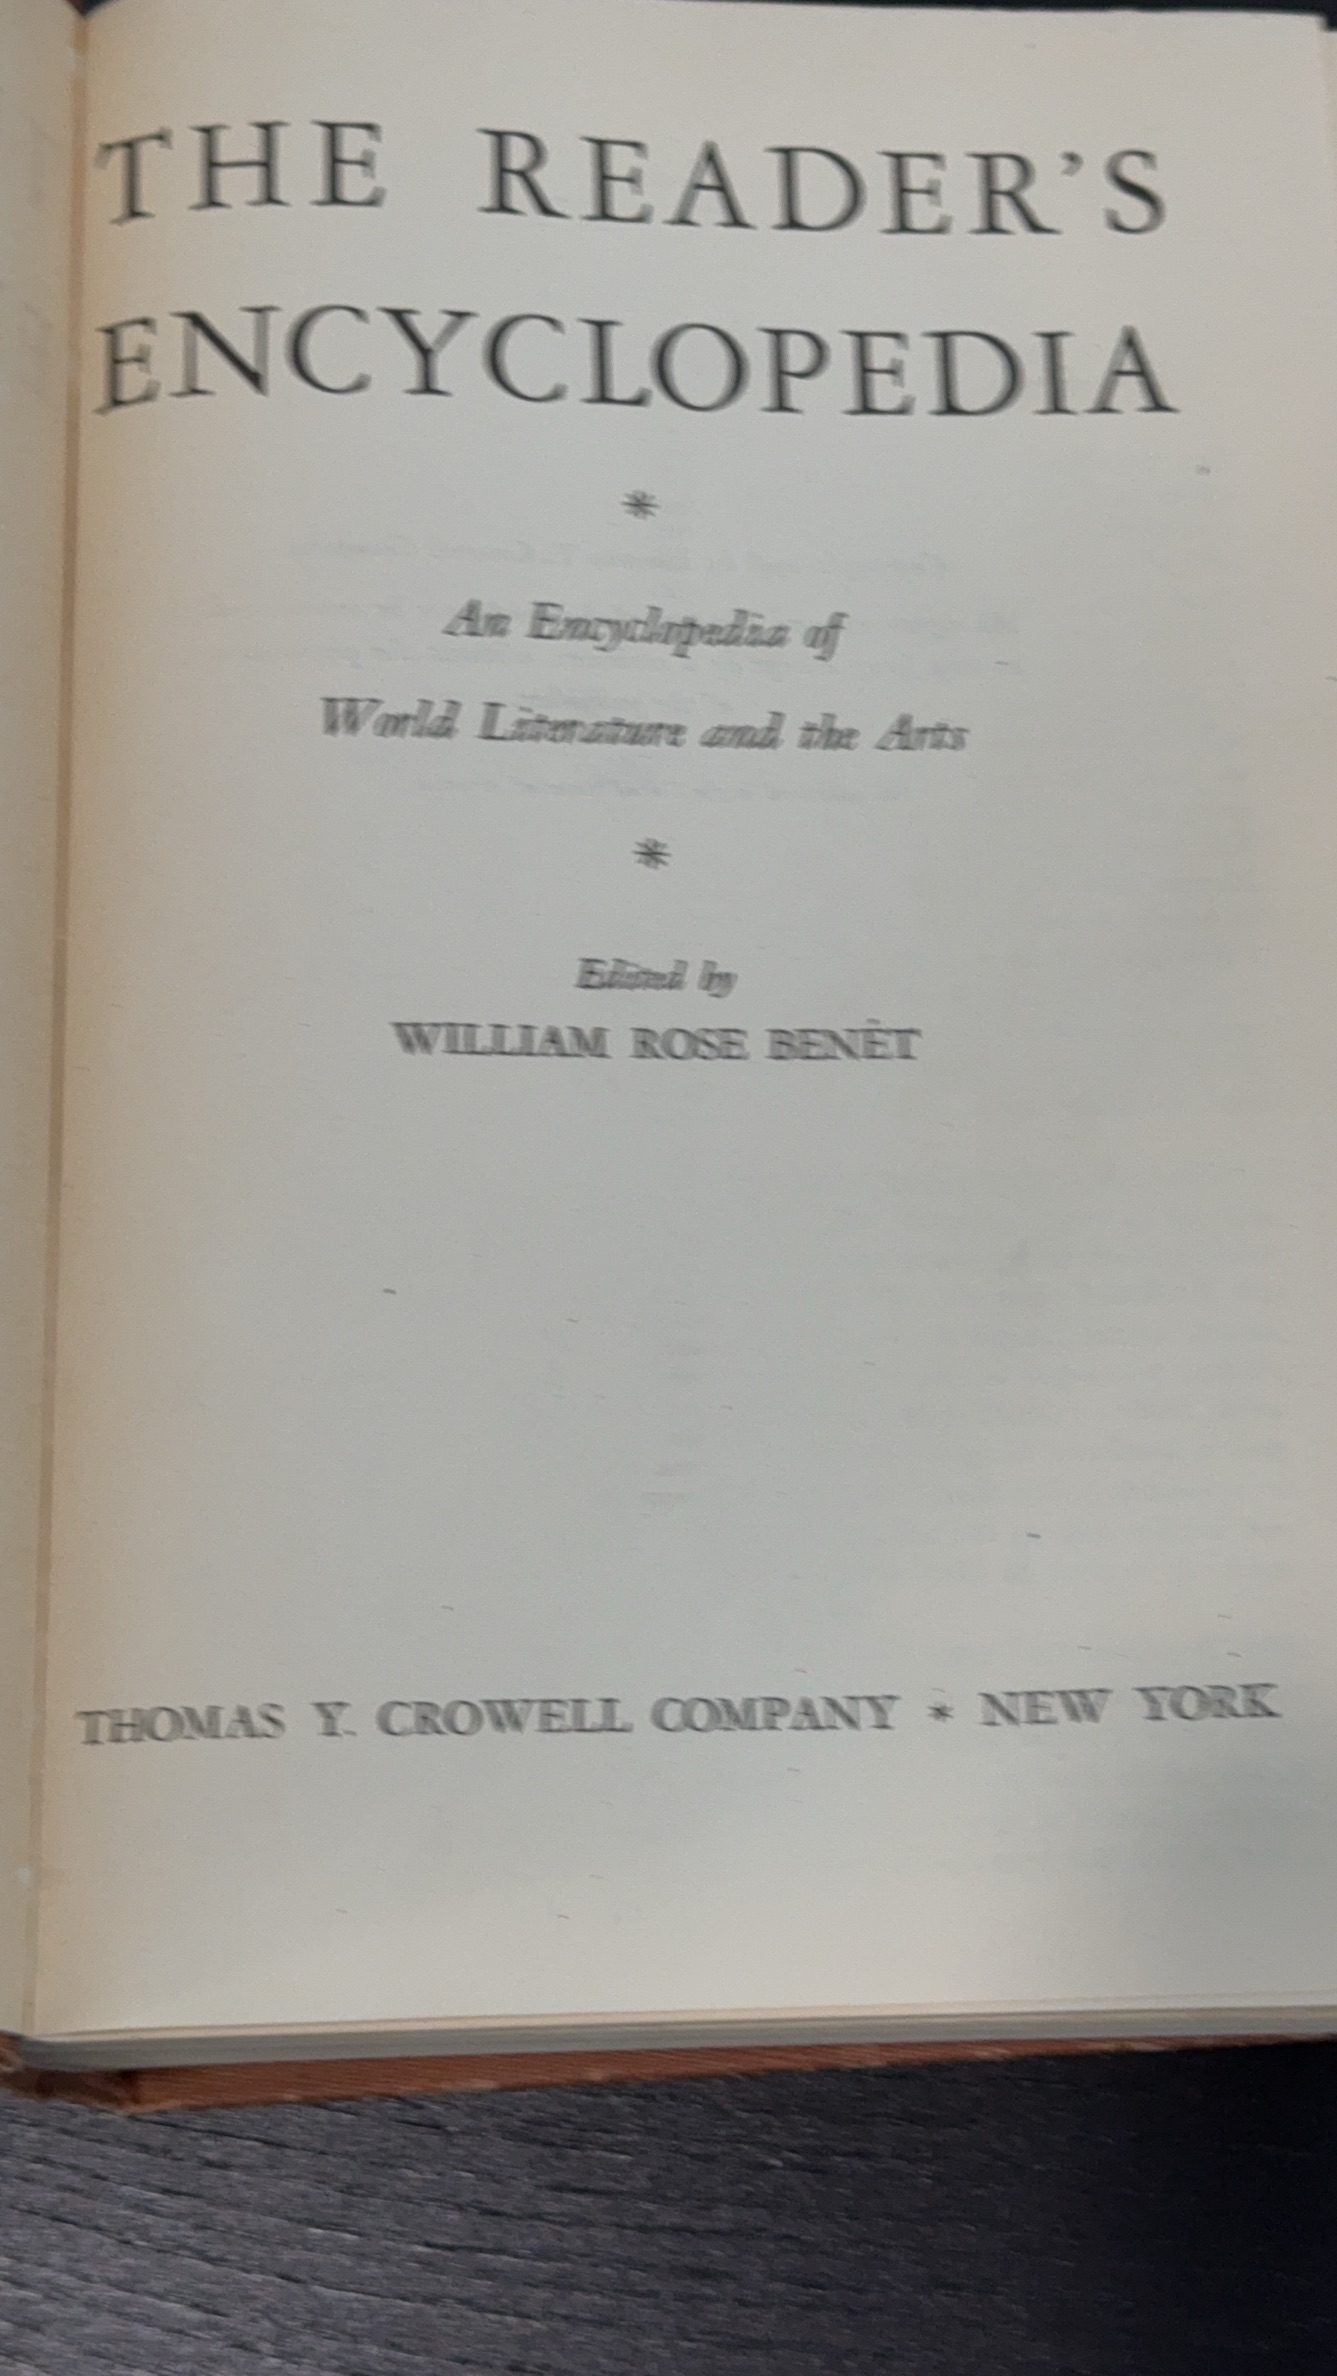 THE READER'S
ENCYCLOPEDIA
*
An Encyclopedia of
World Literature and the Arts
*
Edited by
WILLIAM ROSE BENÉT
THOMAS Y. CROWELL COMPANY * NEW YORK